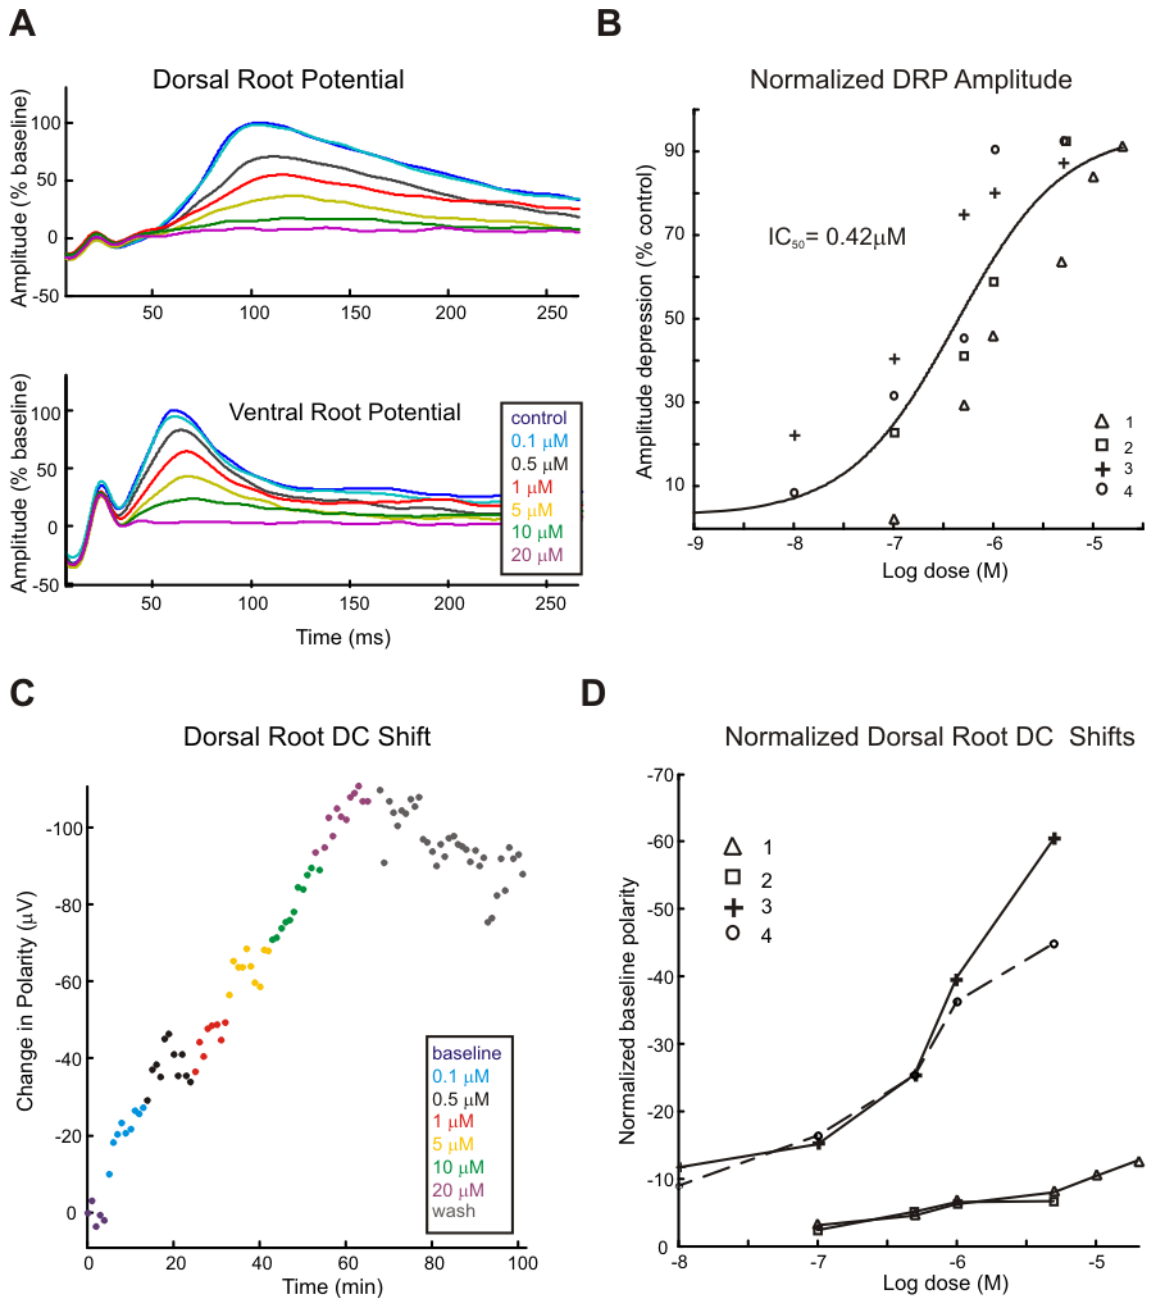 A
Dorsal Root Potential
Amplitude (% baseline)
100
50
0
-50
50
100
150
200
250
Ventral Root Potential
Amplitude (% baseline)
100
50
0
-50
50
100
150
200
250
Time (ms)
control
0.1 μM
0.5 μM
1 μM
5 μM
10 μM
20 μM
B
Normalized DRP Amplitude
Amplitude depression (% control)
90
70
50
30
10
IC50= 0.42μM
1
2
3
4
-9
-8
-7
-6
-5
Log dose (M)
C
Dorsal Root DC Shift
Change in Polarity (μV)
-100
-80
-60
-40
-20
0
0
20
40
60
80
100
Time (min)
baseline
0.1 μM
0.5 μM
1 μM
5 μM
10 μM
20 μM
wash
D
Normalized Dorsal Root DC Shifts
Normalized baseline polarity
-70
-60
-50
-40
-30
-20
-10
0
1
2
3
4
-8
-7
-6
-5
Log dose (M)